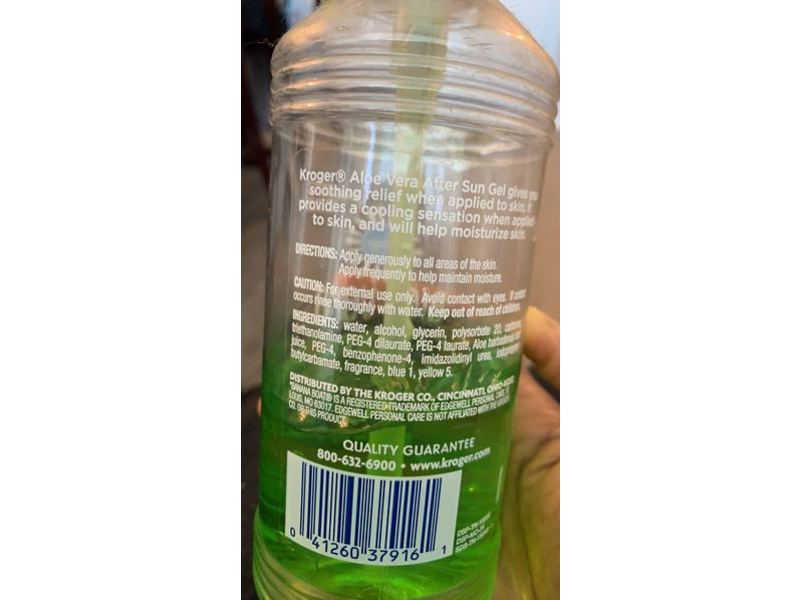 Kroger® Aloe Vera After Sun Gel gives you
soothing relief when applied to skin. It
provides a cooling sensation when applied
to skin, and will help moisturize skin.
DIRECTIONS: Apply generously to all areas of the skin.
Apply frequently to help maintain moisture.
CAUTION: For external use only. Avoid contact with eyes. If contact
occurs rinse thoroughly with water. Keep out of reach of children.
INGREDIENTS: water, alcohol, glycerin, polysorbate 20,
triethanolamine, PEG-4 dilaurate, PEG-4 laurate, Aloe barbadensis
juice, PEG-4, benzophenone-4, imidazolidinyl urea,
butylcarbamate, fragrance, blue 1, yellow 5.
DISTRIBUTED BY THE KROGER CO., CINCINNATI, OHIO
*BANANA BOAT® IS A REGISTERED TRADEMARK OF EDGEWELL PERSONAL CARE,
LOUIS, MO 63017. EDGEWELL PERSONAL CARE IS NOT AFFILIATED WITH THE KROGER
CO. OR THIS PRODUCT.
QUALITY GUARANTEE
800-632-6900 • www.kroger.com
0 41260 37916 1